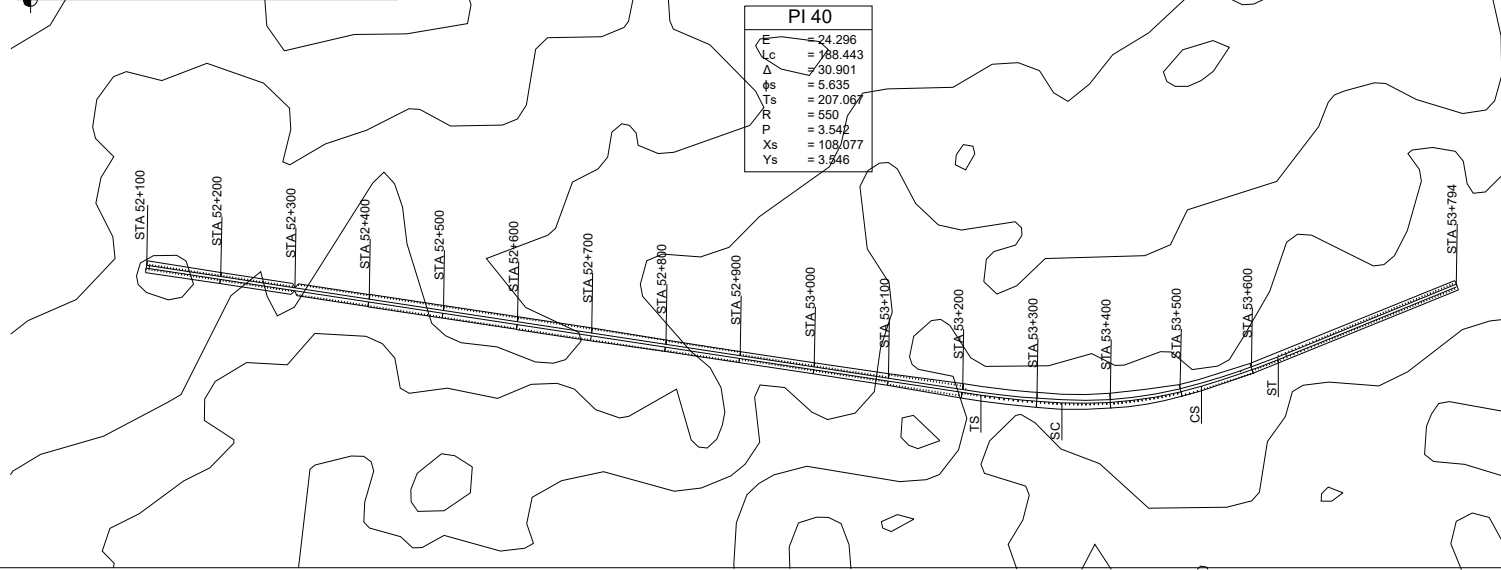 PI 40
E = 24.296
Lc = 188.443
Δ = 30.901
ϕs = 5.635
Ts = 207.067
R = 550
P = 3.542
Xs = 108.077
Ys = 3.546
STA 52+100
STA 52+200
STA 52+300
STA 52+400
STA 52+500
STA 52+600
STA 52+700
STA 52+800
STA 52+900
STA 53+000
STA 53+100
STA 53+200
STA 53+300
STA 53+400
STA 53+500
STA 53+600
STA 53+794
TS
SC
CS
ST